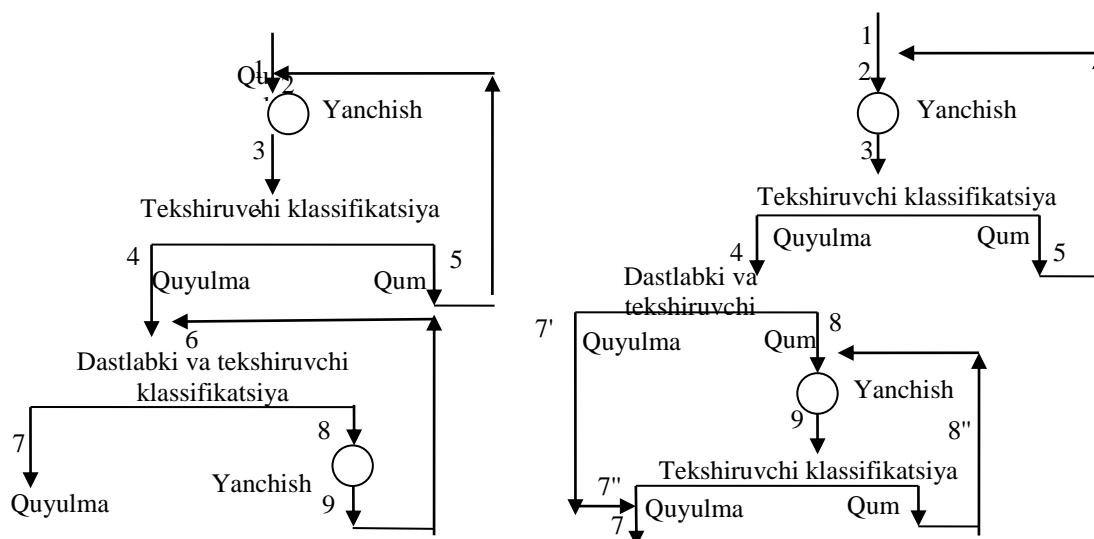 1
Qu
2
Yanchish
3
Tekshiruvchi klassifikatsiya
4
5
Quyulma
Qum
6
Dastlabki va tekshiruvchi
klassifikatsiya
7
8
Yanchish
9
Quyulma
1
2
Yanchish
3
Tekshiruvchi klassifikatsiya
4
Quyulma
Qum
5
Dastlabki va
tekshiruvchi
7'
8
Quyulma
Qum
Yanchish
9
8"
Tekshiruvchi klassifikatsiya
7"
Quyulma
Qum
7